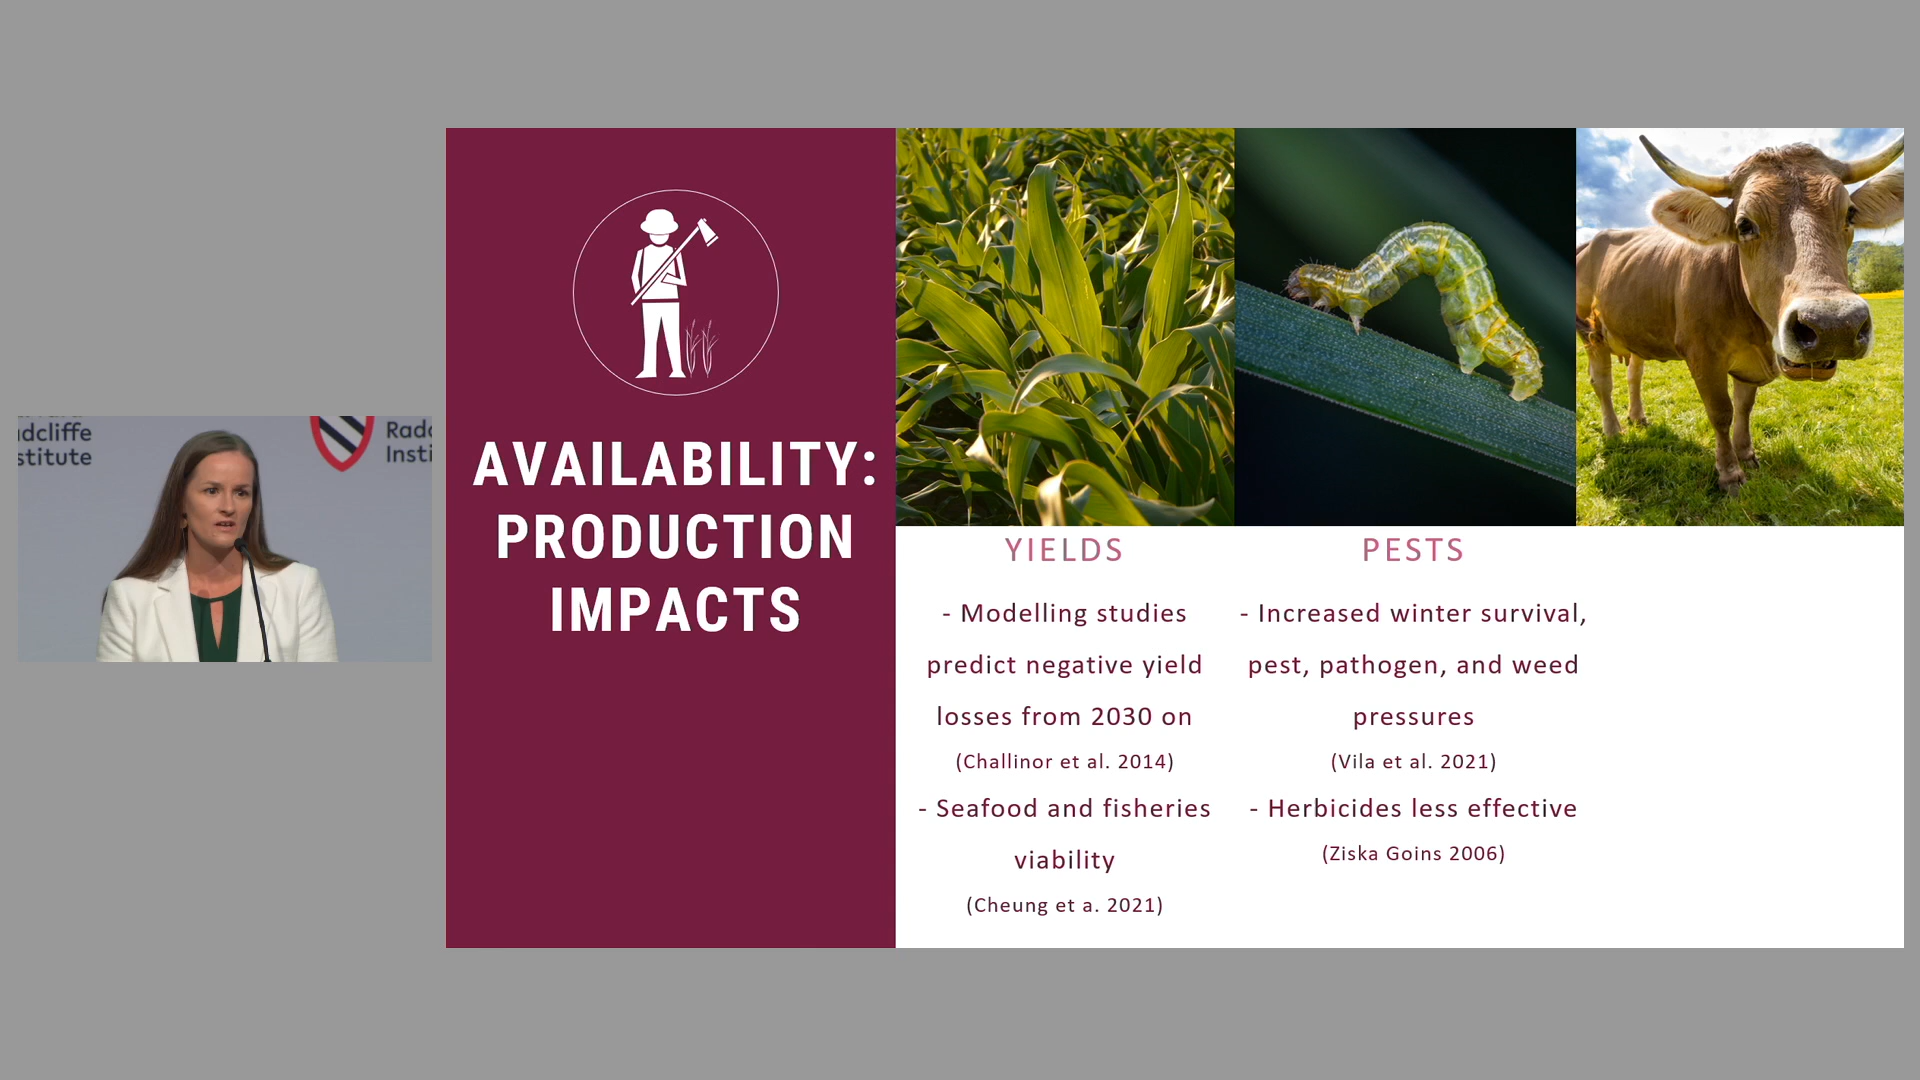 adcliffe
stitute
Radc
Insti
AVAILABILITY:
PRODUCTION
IMPACTS
YIELDS
- Modelling studies
predict negative yield
losses from 2030 on
(Challinor et al. 2014)
- Seafood and fisheries
viability
(Cheung et a. 2021)
PESTS
- Increased winter survival,
pest, pathogen, and weed
pressures
(Vila et al. 2021)
- Herbicides less effective
(Ziska Goins 2006)